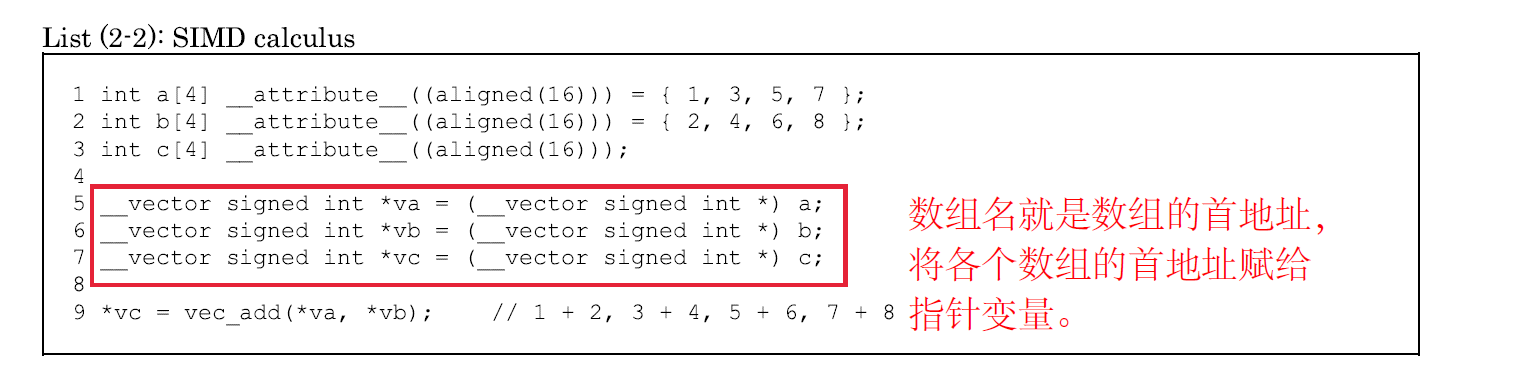 List (2-2): SIMD calculus
1 int a[4] __attribute__((aligned(16))) = { 1, 3, 5, 7 };
2 int b[4] __attribute__((aligned(16))) = { 2, 4, 6, 8 };
3 int c[4] __attribute__((aligned(16)));
4
5 __vector signed int *va = (__vector signed int *) a;
6 __vector signed int *vb = (__vector signed int *) b;
7 __vector signed int *vc = (__vector signed int *) c;
8
9 *vc = vec_add(*va, *vb); // 1 + 2, 3 + 4, 5 + 6, 7 + 8
数组名就是数组的首地址，
将各个数组的首地址赋给
指针变量。